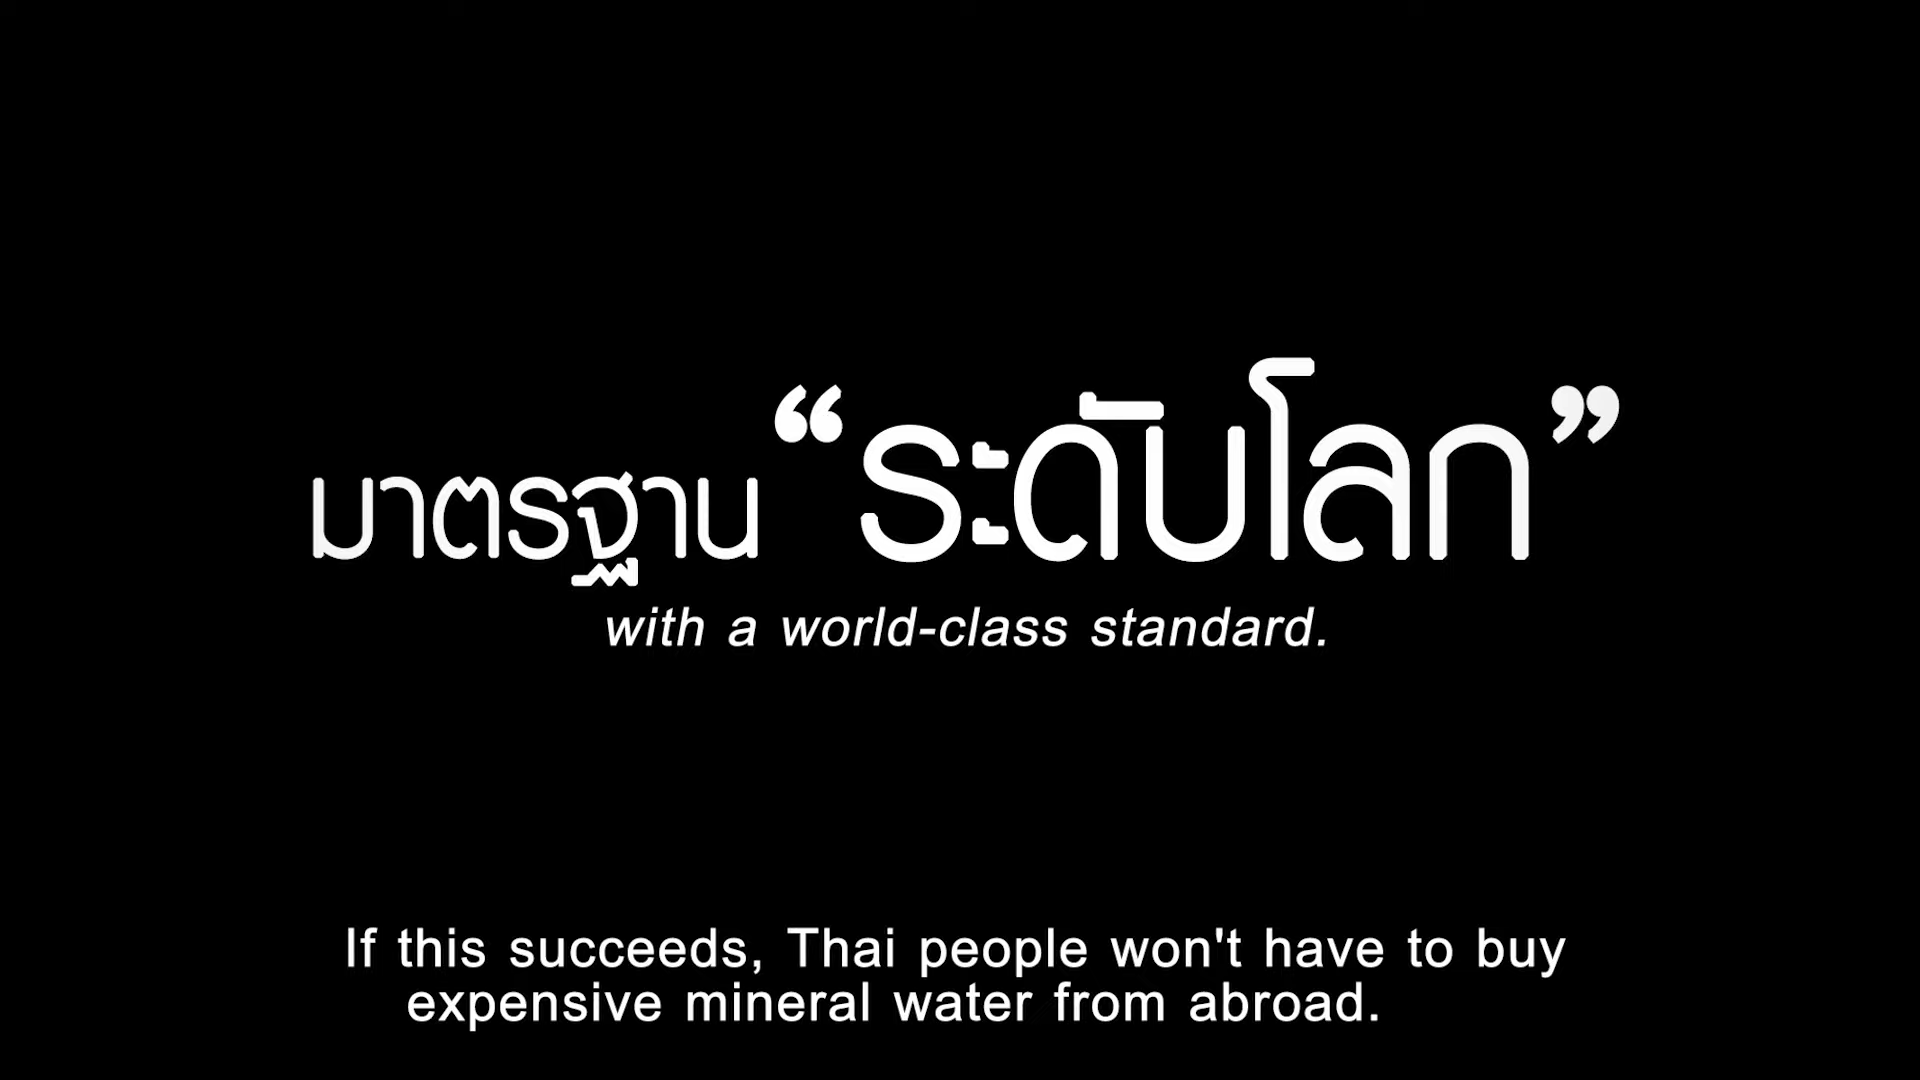 มาตรฐาน “ระดับโลก”
with a world-class standard.
If this succeeds, Thai people won't have to buy
expensive mineral water from abroad.